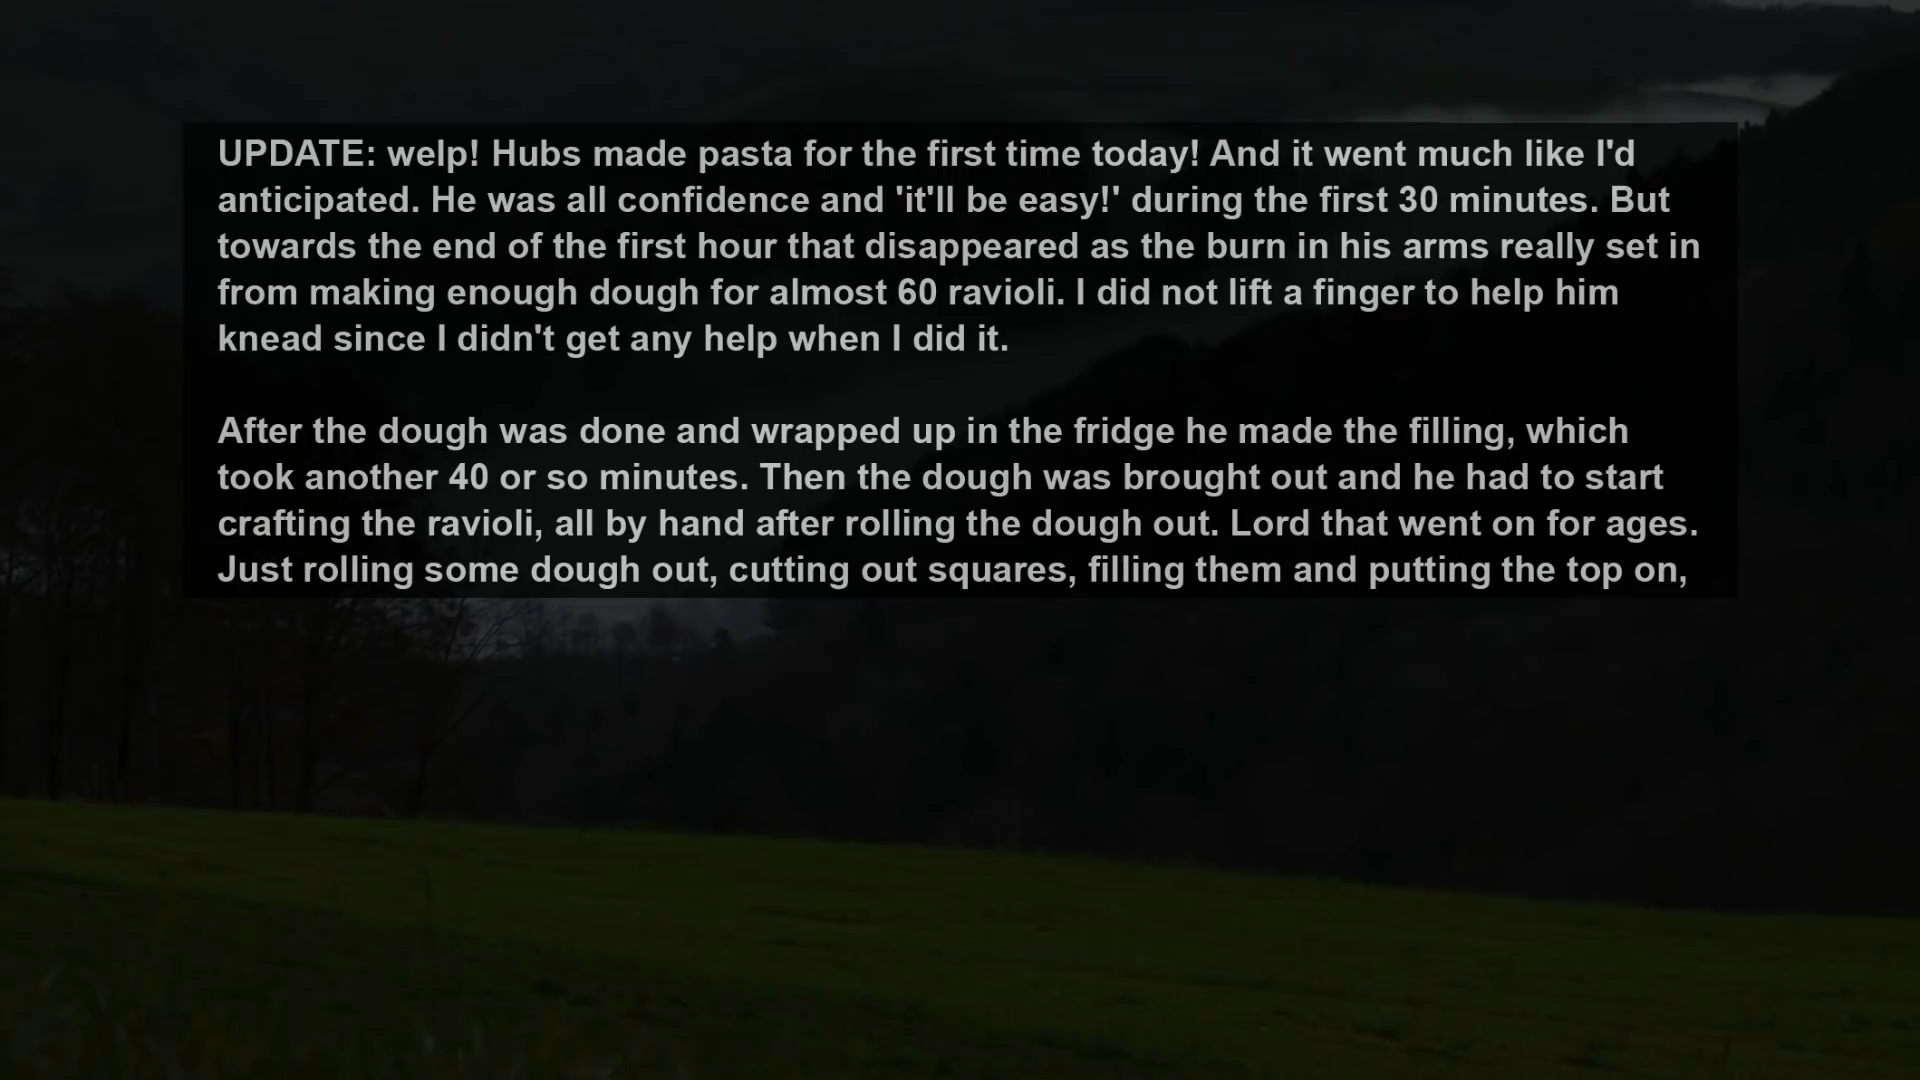 UPDATE: welp! Hubs made pasta for the first time today! And it went much like I'd
anticipated. He was all confidence and 'it'll be easy!' during the first 30 minutes. But
towards the end of the first hour that disappeared as the burn in his arms really set in
from making enough dough for almost 60 ravioli. I did not lift a finger to help him
knead since I didn't get any help when I did it.
After the dough was done and wrapped up in the fridge he made the filling, which
took another 40 or so minutes. Then the dough was brought out and he had to start
crafting the ravioli, all by hand after rolling the dough out. Lord that went on for ages.
Just rolling some dough out, cutting out squares, filling them and putting the top on,